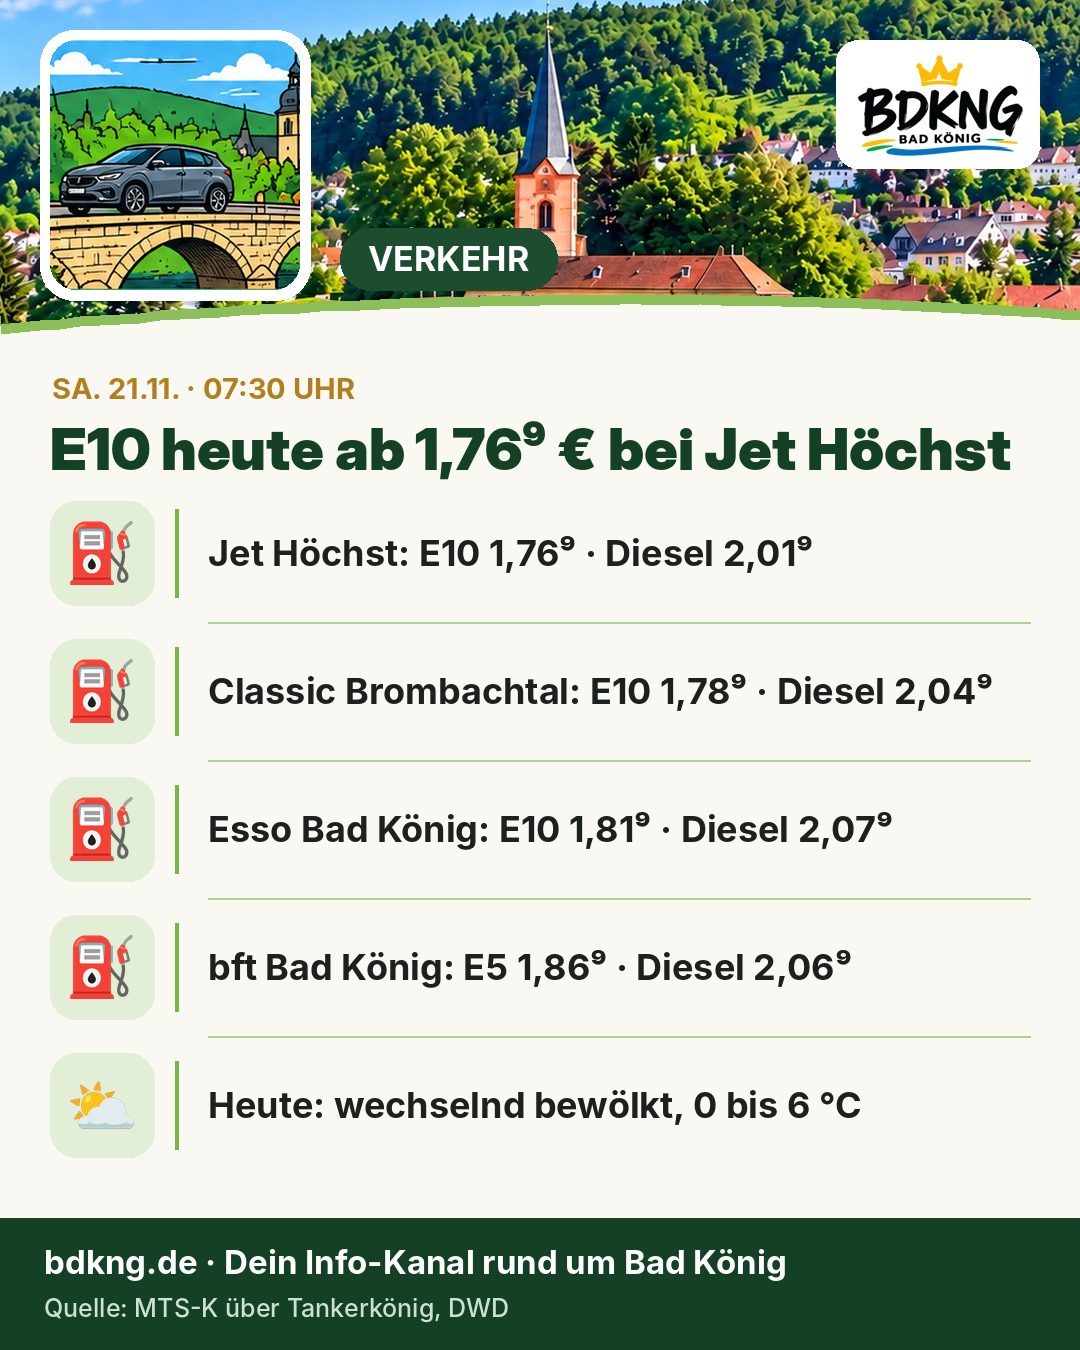 BDKNG
BAD KÖNIG
VERKEHR
SA. 21.11. · 07:30 UHR
E10 heute ab 1,76⁹ € bei Jet Höchst
Jet Höchst: E10 1,76⁹ · Diesel 2,01⁹
Classic Brombachtal: E10 1,78⁹ · Diesel 2,04⁹
Esso Bad König: E10 1,81⁹ · Diesel 2,07⁹
bft Bad König: E5 1,86⁹ · Diesel 2,06⁹
Heute: wechselnd bewölkt, 0 bis 6 °C
bdkng.de · Dein Info-Kanal rund um Bad König
Quelle: MTS-K über Tankerkönig, DWD